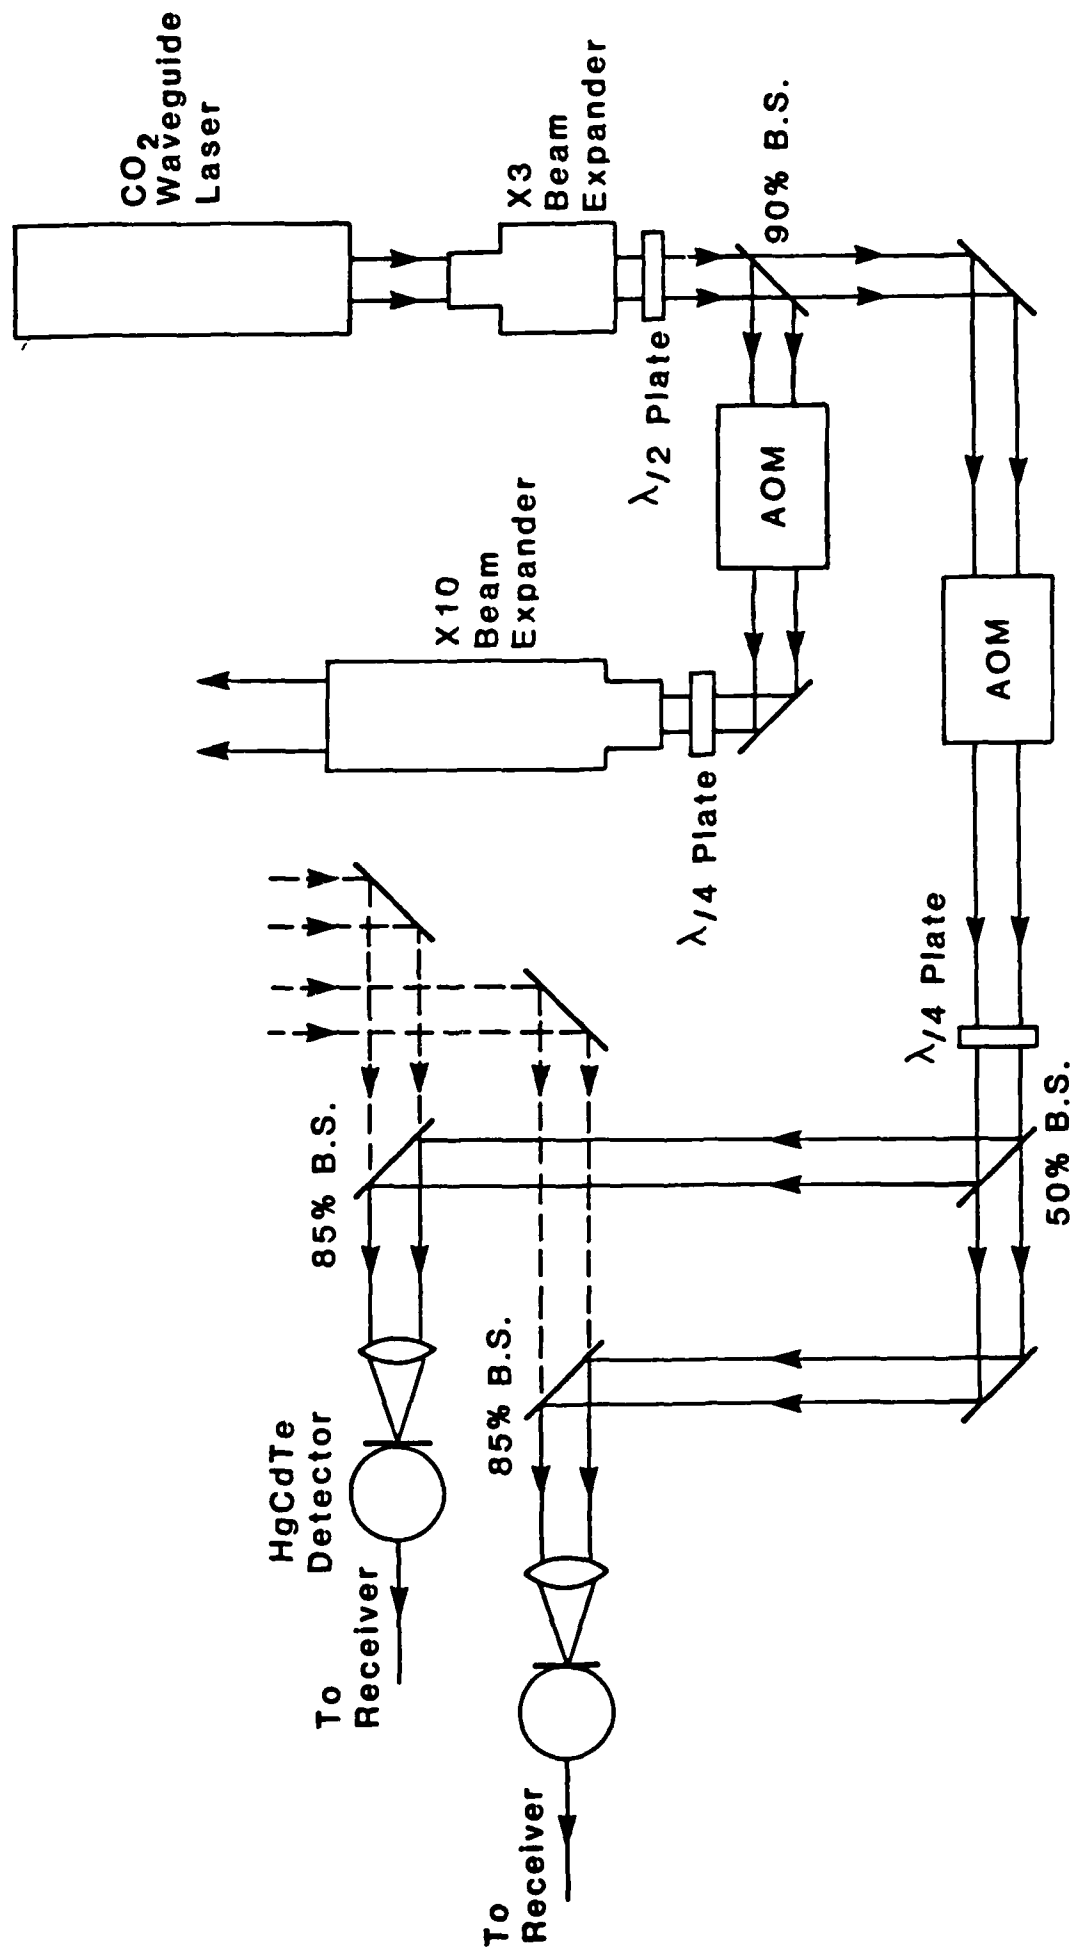 CO2
Waveguide
Laser
X3
Beam
Expander
90% B.S.
λ/2 Plate
AOM
X10
Beam
Expander
λ/4 Plate
AOM
λ/4 Plate
50% B.S.
85% B.S.
85% B.S.
HgCdTe
Detector
To
Receiver
To
Receiver